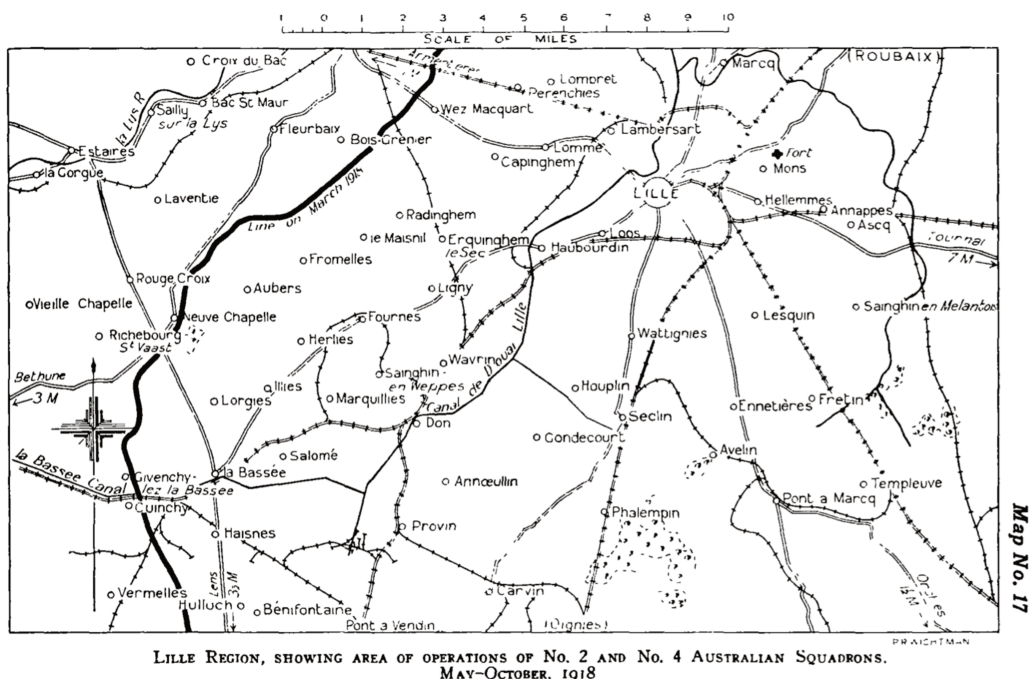 1 0 1 2 3 4 5 6 7 8 9 10
SCALE OF MILES
Croix du Bac
Armentieres
Lompret
Perenchies
Marcq
(ROUBAIX)
la Lys R
Sailly
sur la Lys
Bac St Maur
Wez Macquart
Fleurbaix
Bois-Grenier
Lambersart
Lomme
Capinghem
Fort
Mons
Estaires
la Gorgue
Laventie
Line on March 1918
LILLE
Hellemmes
Annappes
Ascq
Radinghem
le Maisnil
Erquinghem
le Sec
Haubourdin
Loos
Tournai
7 M
Fromelles
Rouge Croix
Aubers
Ligny
Vieille Chapelle
Neuve Chapelle
Fournes
Canal de Douai Lille
Lesquin
Sainghin en Melantois
Richebourg
St Vaast
Herlies
Wavrin
Wattignies
Bethune
3 M
Illies
Sainghin-
en Weppes
Lorgies
Marquillies
Houplin
Seclin
Ennetières
Fretin
Don
Gondecourt
Salomé
Avelin
la Bassee Canal
Givenchy-
lez la Bassée
la Bassée
Annœullin
Templeuve
Cuinchy
Pont a Marcq
Haisnes
Provin
Phalempin
Vermelles
Lens
Hulluch
Bénifontaine
Carvin
Pont a Vendin
(Oignies)
Orchies
Map No. 17
LILLE REGION, SHOWING AREA OF OPERATIONS OF NO. 2 AND NO. 4 AUSTRALIAN SQUADRONS.
MAY-OCTOBER, 1918